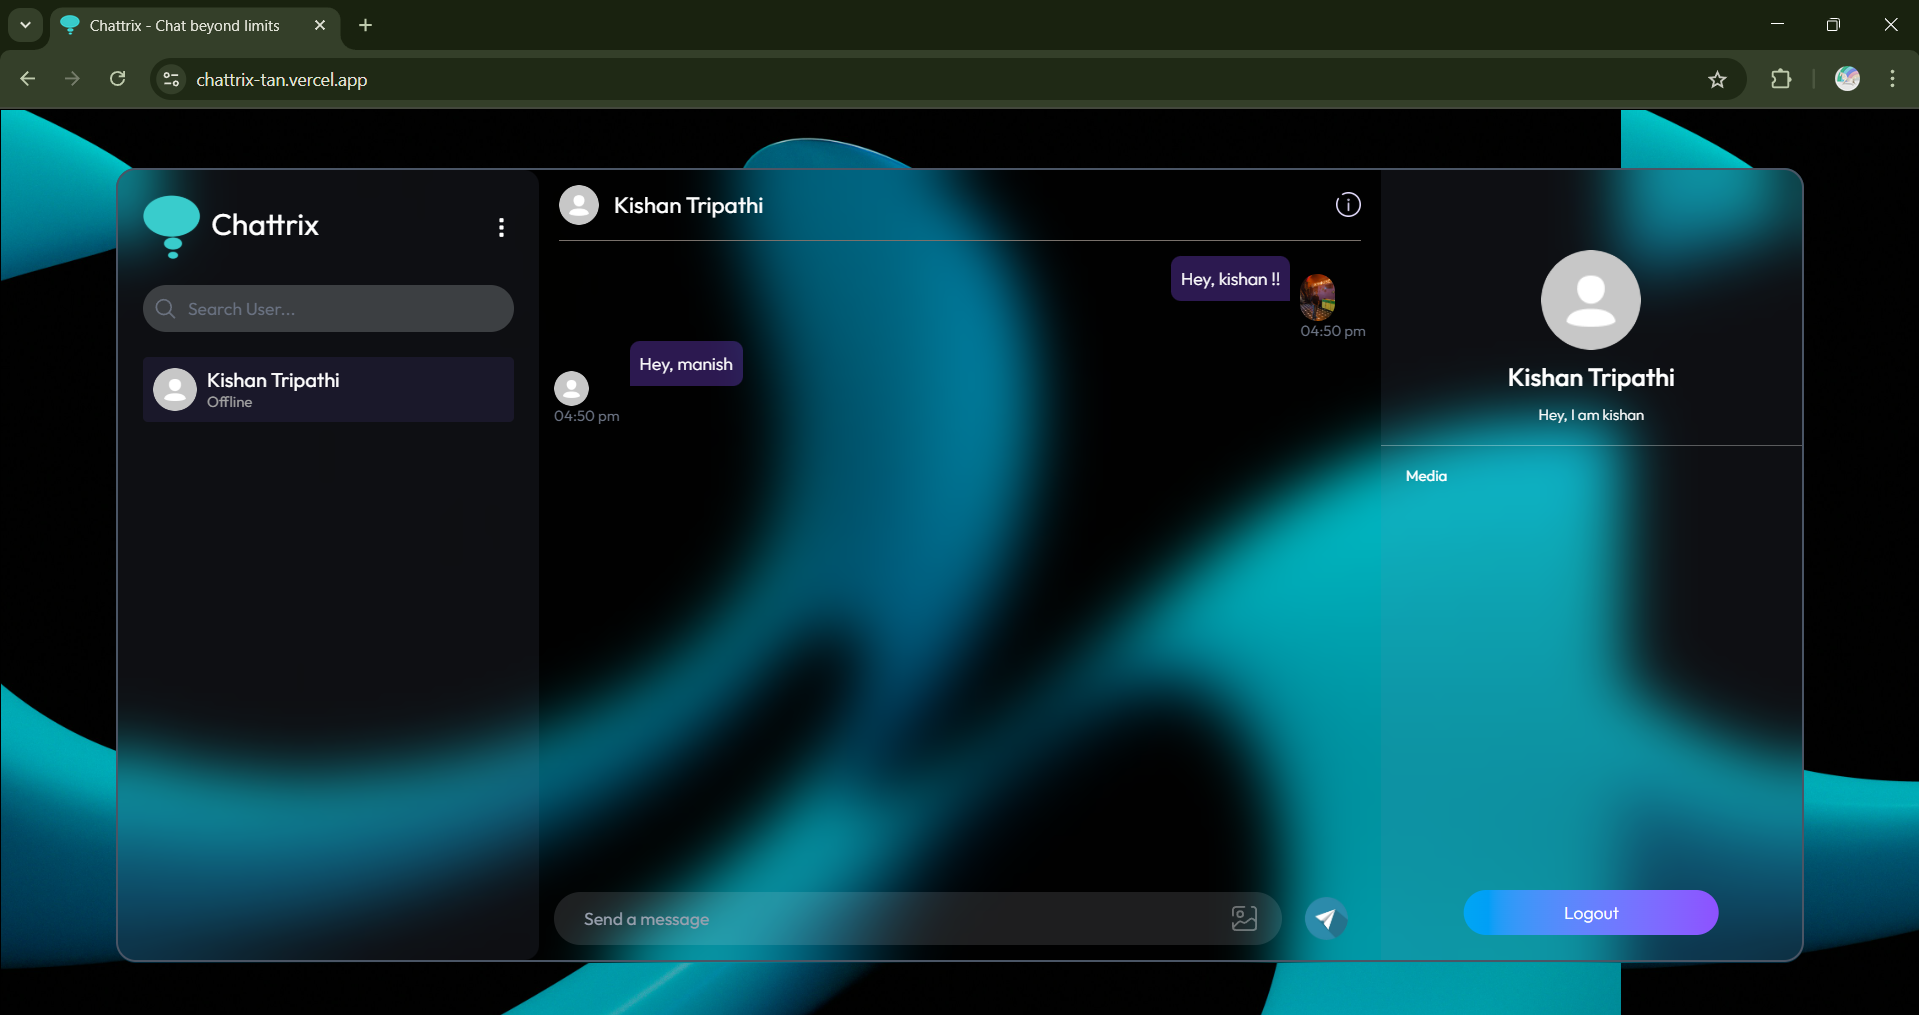 Chattrix - Chat beyond limits
chattrix-tan.vercel.app
Chattrix
Search User...
Kishan Tripathi
Offline
Kishan Tripathi
Hey, kishan !!
04:50 pm
Hey, manish
04:50 pm
Send a message
Kishan Tripathi
Hey, I am kishan
Media
Logout